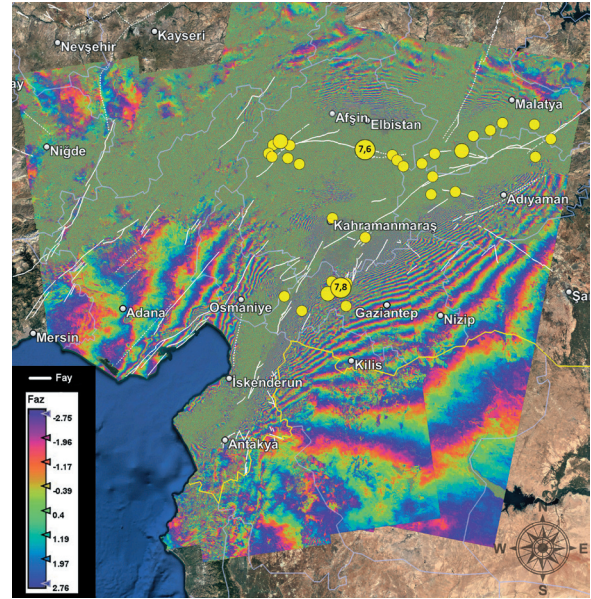 Kayseri
Nevşehir
ay
Malatya
Afşin
Elbistan
Niğde
7,6
Adıyaman
Kahramanmaraş
7,8
Osmaniye
Gaziantep
Adana
Nizip
Şa
Mersin
Kilis
İskenderun
Antakya
Fay
Faz
-2.75
-1.96
-1.17
-0.39
0.4
1.19
1.97
2.76
N
W
E
S